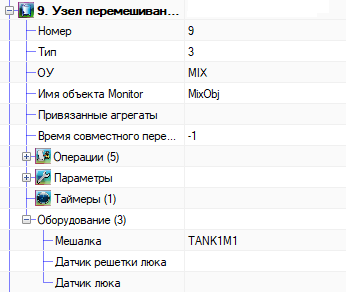 9. Узел перемешиван...
Номер 9
Тип 3
ОУ MIX
Имя объекта Monitor MixObj
Привязанные агрегаты
Время совместного пере... -1
Операции (5)
Параметры
Таймеры (1)
Оборудование (3)
Мешалка TANK1M1
Датчик решетки люка
Датчик люка